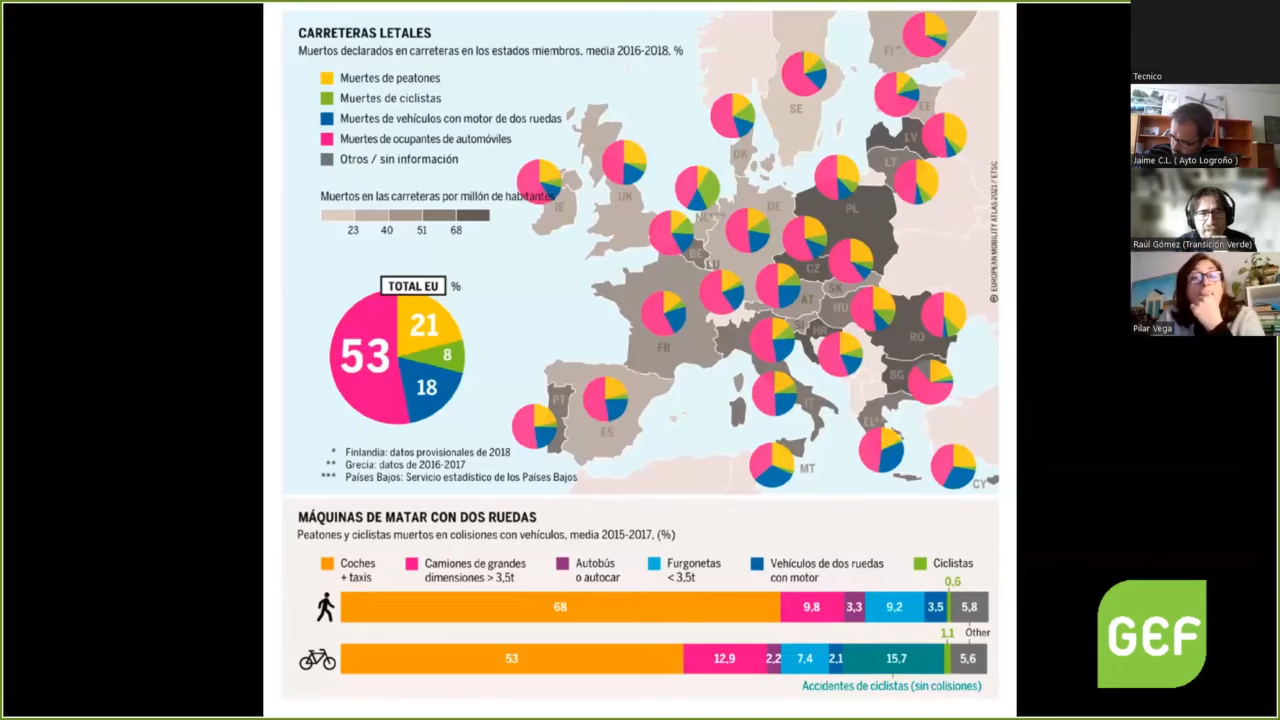 CARRETERAS LETALES
Muertos declarados en carreteras en los estados miembros, media 2016-2018, %
Muertes de peatones
Muertes de ciclistas
Muertes de vehículos con motor de dos ruedas
Muertes de ocupantes de automóviles
Otros / sin información
Muertos en las carreteras por millón de habitantes
23 40 51 68
TOTAL EU %
53
21
8
18
FI*
SE
EE
LV
LT
DK
IE
UK
NL***
DE
PL
BE
LU
CZ
SK
AT
HU
FR
SI
HR
RO
BG
IT
PT
ES
EL**
MT
CY
* Finlandia: datos provisionales de 2018
** Grecia: datos de 2016-2017
*** Países Bajos: Servicio estadístico de los Países Bajos
© EUROPEAN MOBILITY ATLAS 2021 / ETSC
MÁQUINAS DE MATAR CON DOS RUEDAS
Peatones y ciclistas muertos en colisiones con vehículos, media 2015-2017, (%)
Coches + taxis
Camiones de grandes dimensiones > 3,5t
Autobús o autocar
Furgonetas < 3,5t
Vehículos de dos ruedas con motor
Ciclistas
0,6
68 9,8 3,3 9,2 3,5 5,8
1,1 Other
53 12,9 2,2 7,4 2,1 15,7 5,6
Accidentes de ciclistas (sin colisiones)
Tecnico
Jaime C.L. ( Ayto Logroño )
Raúl Gómez (Transición Verde)
Pilar Vega
GEF